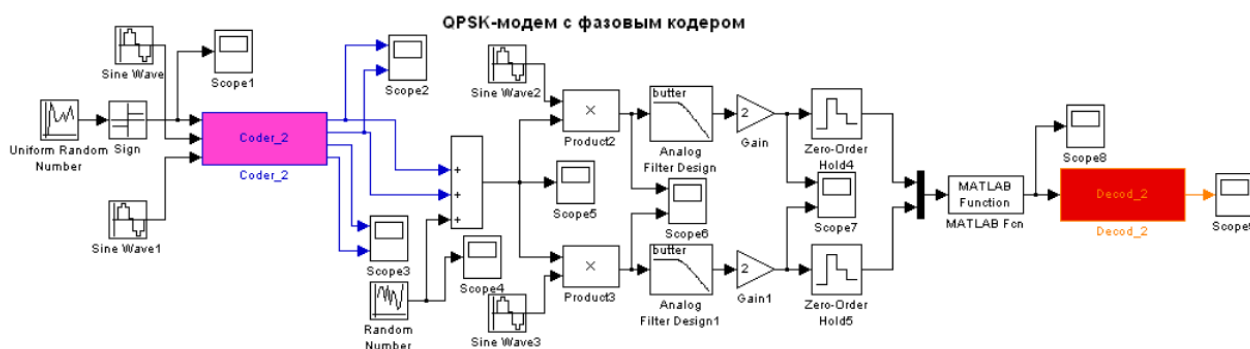 QPSK-модем с фазовым кодером
Sine Wave
Scope1
Scope2
Uniform Random
Number
Sign
Coder_2
Coder_2
Sine Wave1
Scope3
Random
Number
Scope4
+
+
+
Sine Wave2
×
Product2
Scope5
×
Product3
Sine Wave3
butter
Analog
Filter Design
Scope6
butter
Analog
Filter Design1
2
Gain
2
Gain1
Zero-Order
Hold4
Scope7
Zero-Order
Hold5
MATLAB
Function
MATLAB Fcn
Scope8
Decod_2
Decod_2